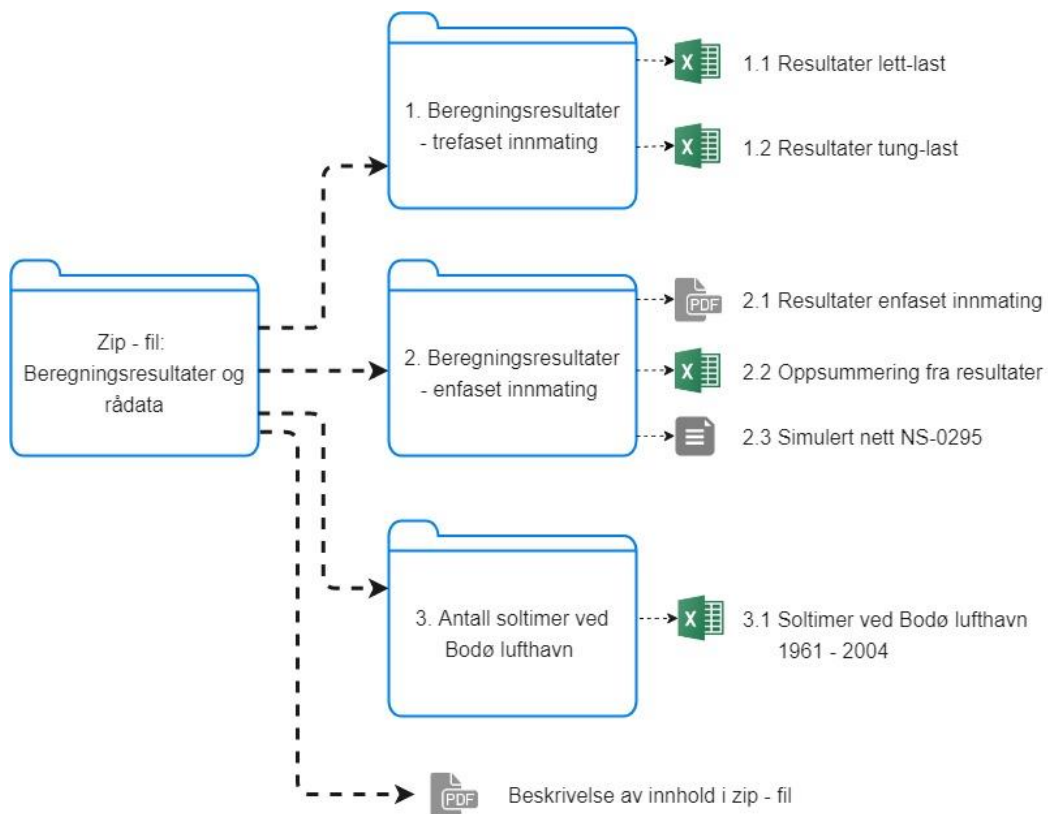 Zip - fil:
Beregningsresultater og
rådata
1. Beregningsresultater
- trefaset innmating
X
1.1 Resultater lett-last
X
1.2 Resultater tung-last
2. Beregningsresultater
- enfaset innmating
PDF
2.1 Resultater enfaset innmating
X
2.2 Oppsummering fra resultater
2.3 Simulert nett NS-0295
3. Antall soltimer ved
Bodø lufthavn
X
3.1 Soltimer ved Bodø lufthavn
1961 - 2004
PDF
Beskrivelse av innhold i zip - fil